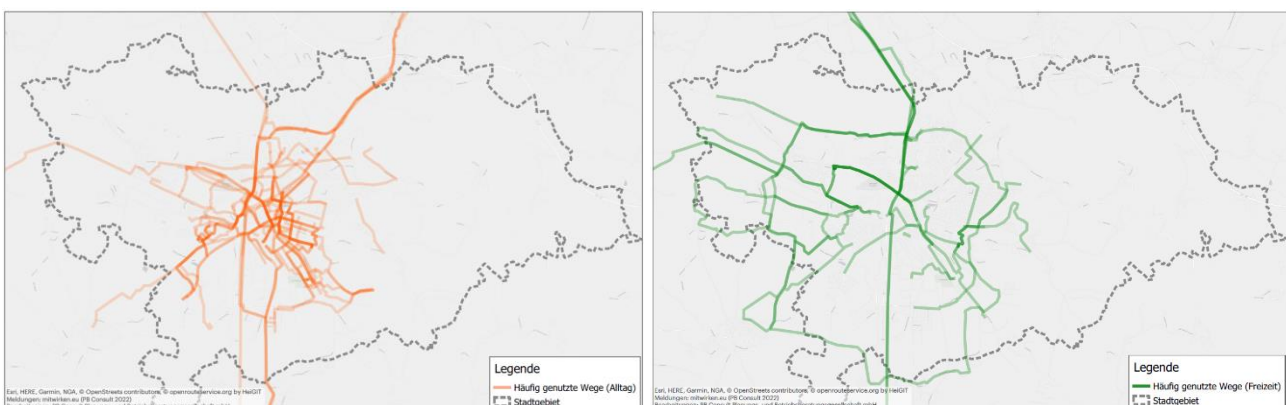 Legende
Häufig genutzte Wege (Alltag)
Stadtgebiet
Esri, HERE, Garmin, NGA, © OpenStreets contributors, © openrouteservice.org by HeiGIT
Meldungen: mitwirken.eu (PB Consult 2022)
Legende
Häufig genutzte Wege (Freizeit)
Stadtgebiet
Esri, HERE, Garmin, NGA, © OpenStreets contributors, © openrouteservice.org by HeiGIT
Meldungen: mitwirken.eu (PB Consult 2022)